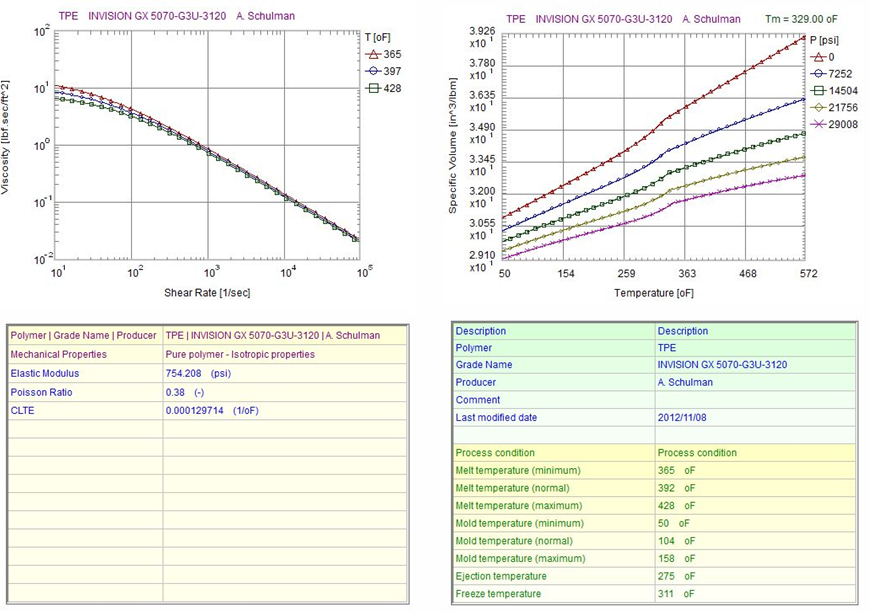 TPE INVISION GX 5070-G3U-3120 A. Schulman
10^2
10^1
10^0
10^-1
10^-2
Viscosity [lbf.sec/ft^2]
10^1 10^2 10^3 10^4 10^5
Shear Rate [1/sec]
T [oF]
365
397
428
TPE INVISION GX 5070-G3U-3120 A. Schulman Tm = 329.00 oF
3.926
x10^1
3.780
x10^1
3.635
x10^1
3.490
x10^1
3.345
x10^1
3.200
x10^1
3.055
x10^1
2.910
x10^1
Specific Volume [in^3/lbm]
50 154 259 363 468 572
Temperature [oF]
P [psi]
0
7252
14504
21756
29008
Polymer | Grade Name | Producer TPE | INVISION GX 5070-G3U-3120 | A. Schulman
Mechanical Properties Pure polymer - Isotropic properties
Elastic Modulus 754.208 (psi)
Poisson Ratio 0.38 (-)
CLTE 0.000129714 (1/oF)
Description Description
Polymer TPE
Grade Name INVISION GX 5070-G3U-3120
Producer A. Schulman
Comment
Last modified date 2012/11/08
Process condition Process condition
Melt temperature (minimum) 365 oF
Melt temperature (normal) 392 oF
Melt temperature (maximum) 428 oF
Mold temperature (minimum) 50 oF
Mold temperature (normal) 104 oF
Mold temperature (maximum) 158 oF
Ejection temperature 275 oF
Freeze temperature 311 oF